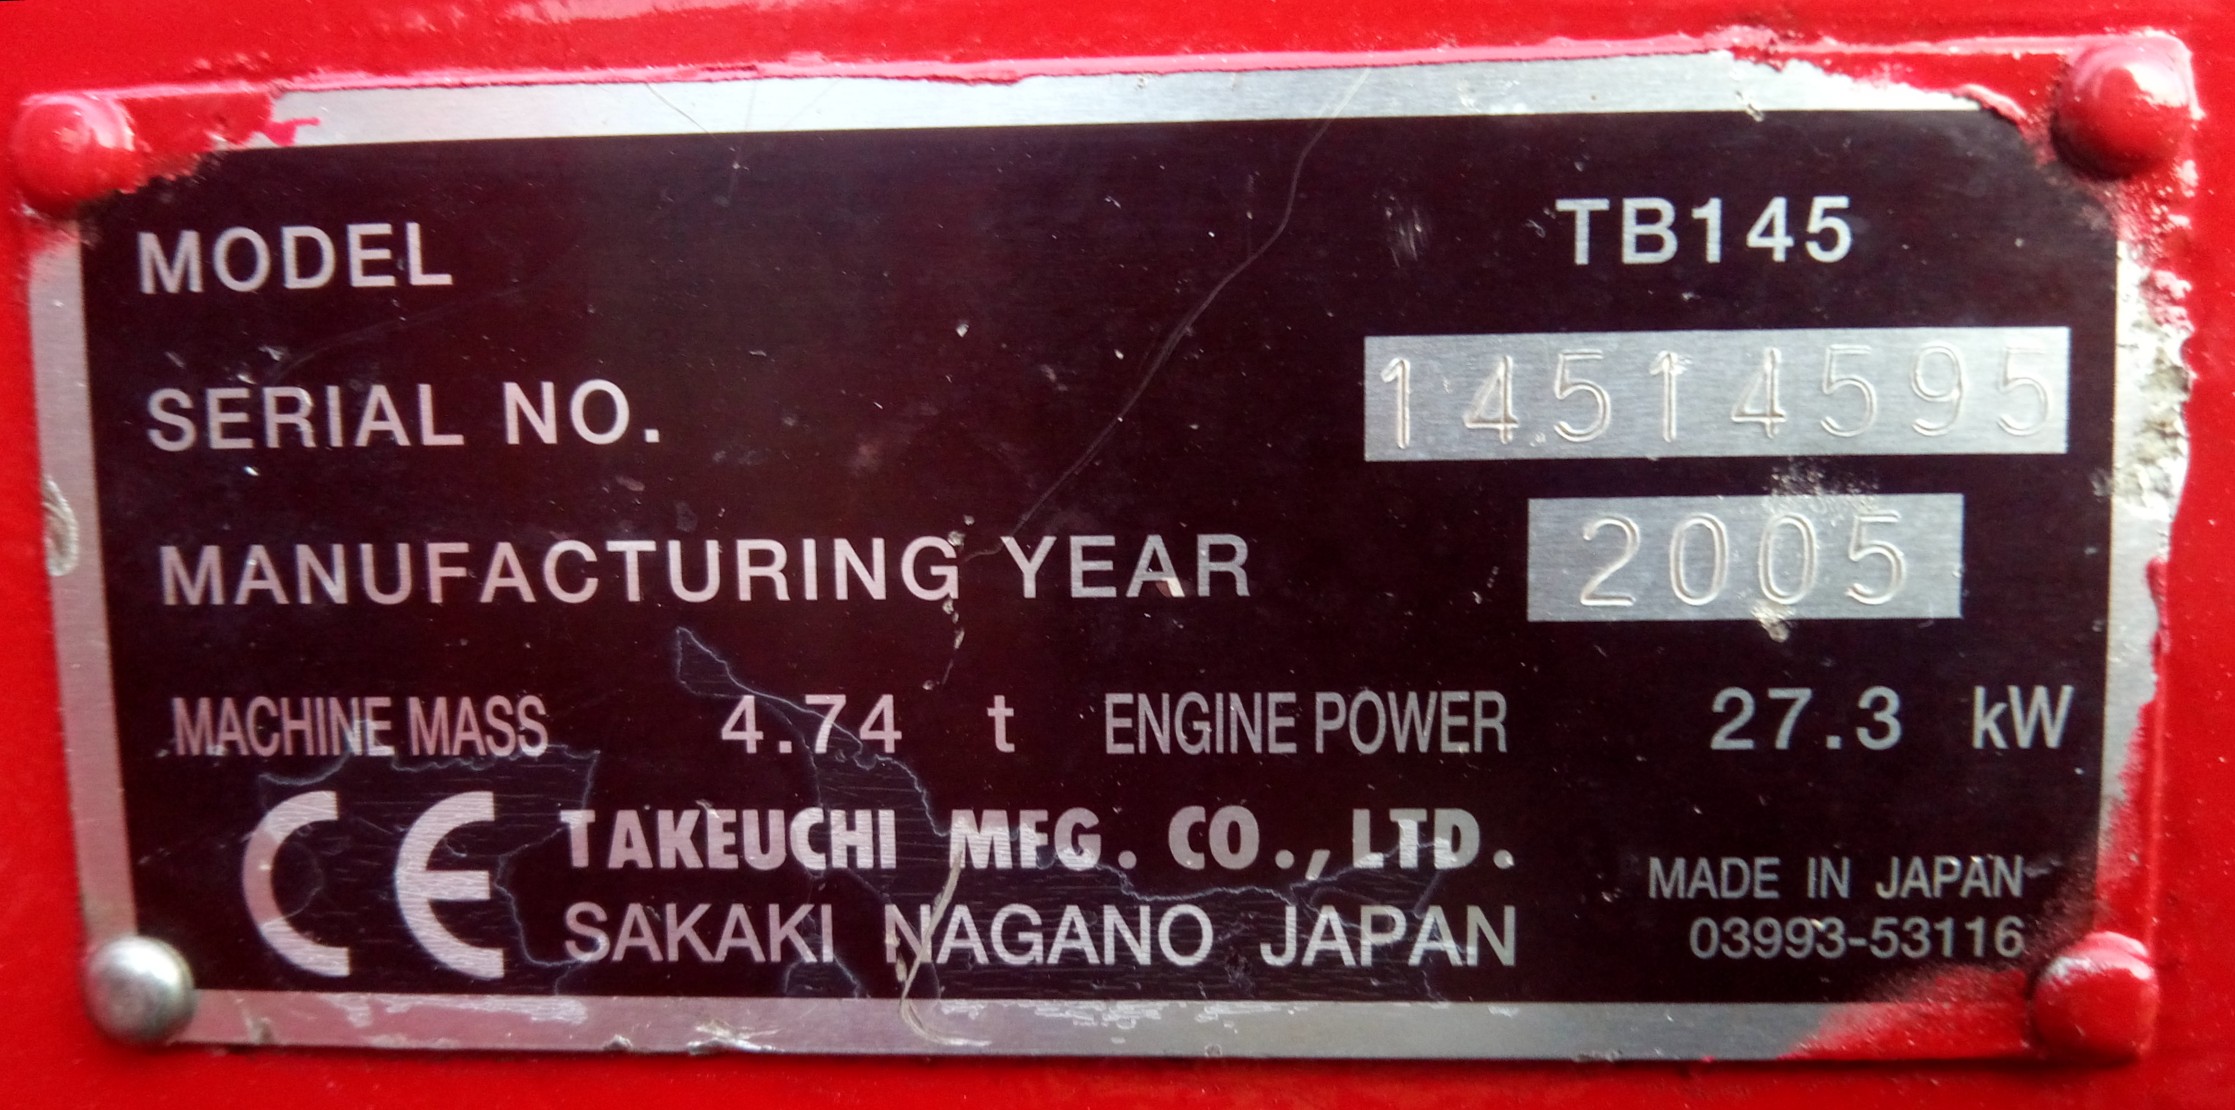 MODEL TB145
SERIAL NO. 14514595
MANUFACTURING YEAR 2005
MACHINE MASS 4.74 t ENGINE POWER 27.3 kW
CE TAKEUCHI MFG. CO., LTD.
SAKAKI NAGANO JAPAN
MADE IN JAPAN
03993-53116